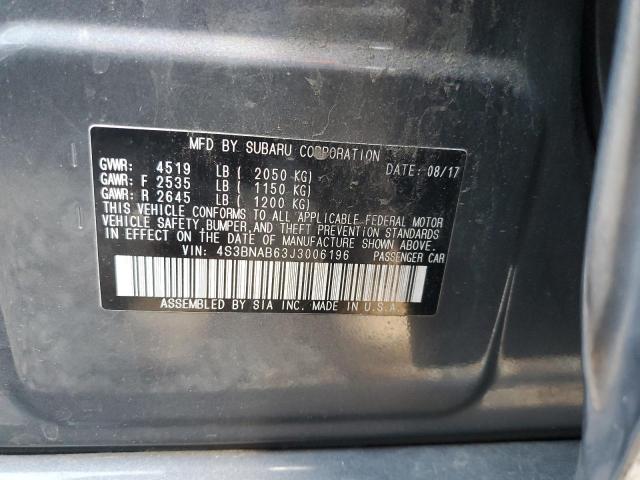 MFD BY SUBARU CORPORATION
GVWR: 4519 LB ( 2050 KG) DATE: 08/17
GAWR: F 2535 LB ( 1150 KG)
GAWR: R 2645 LB ( 1200 KG)
THIS VEHICLE CONFORMS TO ALL APPLICABLE FEDERAL MOTOR
VEHICLE SAFETY, BUMPER, AND THEFT PREVENTION STANDARDS
IN EFFECT ON THE DATE OF MANUFACTURE SHOWN ABOVE.
VIN: 4S3BNAB63J3006196 PASSENGER CAR
ASSEMBLED BY SIA INC. MADE IN U.S.A.